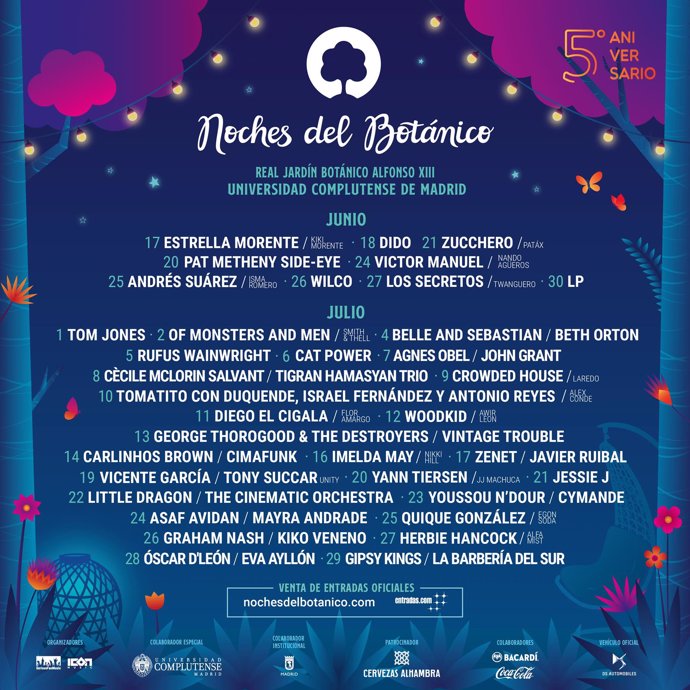 5º ANI
VER
SARIO
Noches del Botánico
REAL JARDÍN BOTÁNICO ALFONSO XIII
UNIVERSIDAD COMPLUTENSE DE MADRID
JUNIO
17 ESTRELLA MORENTE / KIKI MORENTE · 18 DIDO 21 ZUCCHERO / PATÁX
20 PAT METHENY SIDE-EYE · 24 VICTOR MANUEL / NANDO AGÜEROS
25 ANDRÉS SUÁREZ / ISMA ROMERO · 26 WILCO · 27 LOS SECRETOS / TWANGUERO · 30 LP
JULIO
1 TOM JONES · 2 OF MONSTERS AND MEN / SMITH & THELL · 4 BELLE AND SEBASTIAN / BETH ORTON
5 RUFUS WAINWRIGHT · 6 CAT POWER · 7 AGNES OBEL / JOHN GRANT
8 CÈCILE MCLORIN SALVANT / TIGRAN HAMASYAN TRIO · 9 CROWDED HOUSE / LAREDO
10 TOMATITO CON DUQUENDE, ISRAEL FERNÁNDEZ Y ANTONIO REYES / ALEX CONDE
11 DIEGO EL CIGALA / FLOR AMARGO · 12 WOODKID / AWIR LEON
13 GEORGE THOROGOOD & THE DESTROYERS / VINTAGE TROUBLE
14 CARLINHOS BROWN / CIMAFUNK · 16 IMELDA MAY / NIKKI HILL · 17 ZENET / JAVIER RUIBAL
19 VICENTE GARCÍA / TONY SUCCAR UNITY · 20 YANN TIERSEN / JJ MACHUCA · 21 JESSIE J
22 LITTLE DRAGON / THE CINEMATIC ORCHESTRA · 23 YOUSSOU N'DOUR / CYMANDE
24 ASAF AVIDAN / MAYRA ANDRADE · 25 QUIQUE GONZÁLEZ / EGON SODA
26 GRAHAM NASH / KIKO VENENO · 27 HERBIE HANCOCK / ALFA MIST
28 ÓSCAR D'LEÓN / EVA AYLLÓN · 29 GIPSY KINGS / LA BARBERÍA DEL SUR
VENTA DE ENTRADAS OFICIALES
nochesdelbotanico.com entradas.com
ORGANIZADORES COLABORADOR ESPECIAL COLABORADOR INSTITUCIONAL PATROCINADOR COLABORADORES VEHÍCULO OFICIAL
ICON UNIVERSIDAD COMPLUTENSE MADRID MADRID CERVEZAS ALHAMBRA BACARDÍ. Coca-Cola DS AUTOMOBILES